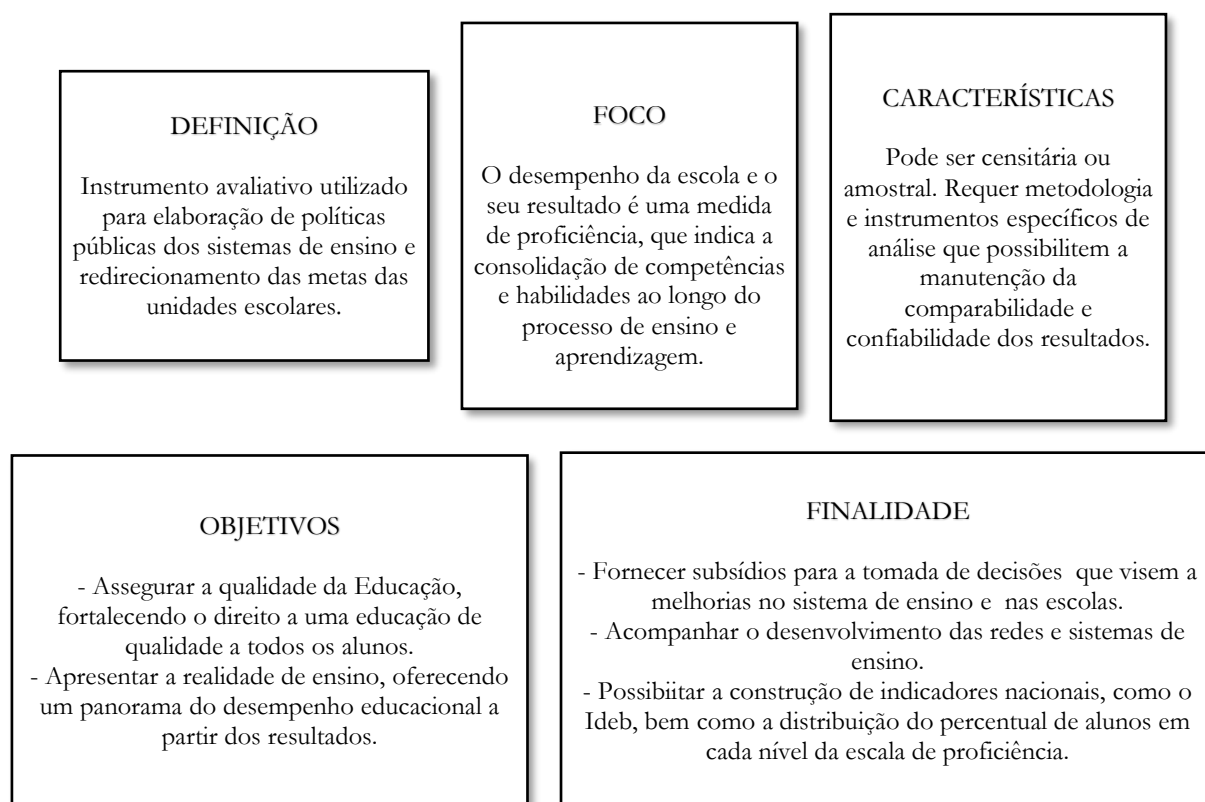 DEFINIÇÃO
Instrumento avaliativo utilizado
para elaboração de políticas
públicas dos sistemas de ensino e
redirecionamento das metas das
unidades escolares.
FOCO
O desempenho da escola e o
seu resultado é uma medida
de proficiência, que indica a
consolidação de competências
e habilidades ao longo do
processo de ensino e
aprendizagem.
CARACTERÍSTICAS
Pode ser censitária ou
amostral. Requer metodologia
e instrumentos específicos de
análise que possibilitem a
manutenção da
comparabilidade e
confiabilidade dos resultados.
OBJETIVOS
- Assegurar a qualidade da Educação,
fortalecendo o direito a uma educação de
qualidade a todos os alunos.
- Apresentar a realidade de ensino, oferecendo
um panorama do desempenho educacional a
partir dos resultados.
FINALIDADE
- Fornecer subsídios para a tomada de decisões que visem a
melhorias no sistema de ensino e nas escolas.
- Acompanhar o desenvolvimento das redes e sistemas de
ensino.
- Possibiitar a construção de indicadores nacionais, como o
Ideb, bem como a distribuição do percentual de alunos em
cada nível da escala de proficiência.